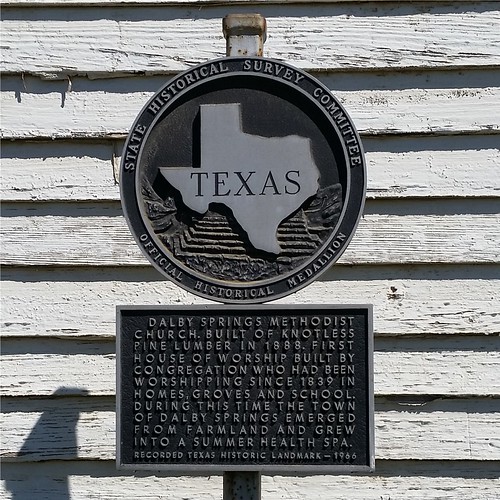 STATE HISTORICAL SURVEY COMMITTEE
TEXAS
OFFICIAL HISTORICAL MEDALLION
DALBY SPRINGS METHODIST
CHURCH. BUILT OF KNOTLESS
PINE LUMBER IN 1888. FIRST
HOUSE OF WORSHIP BUILT BY
CONGREGATION WHO HAD BEEN
WORSHIPPING SINCE 1839 IN
HOMES, GROVES AND SCHOOL.
DURING THIS TIME THE TOWN
OF DALBY SPRINGS EMERGED
FROM FARMLAND AND GREW
INTO A SUMMER HEALTH SPA.
RECORDED TEXAS HISTORIC LANDMARK — 1966